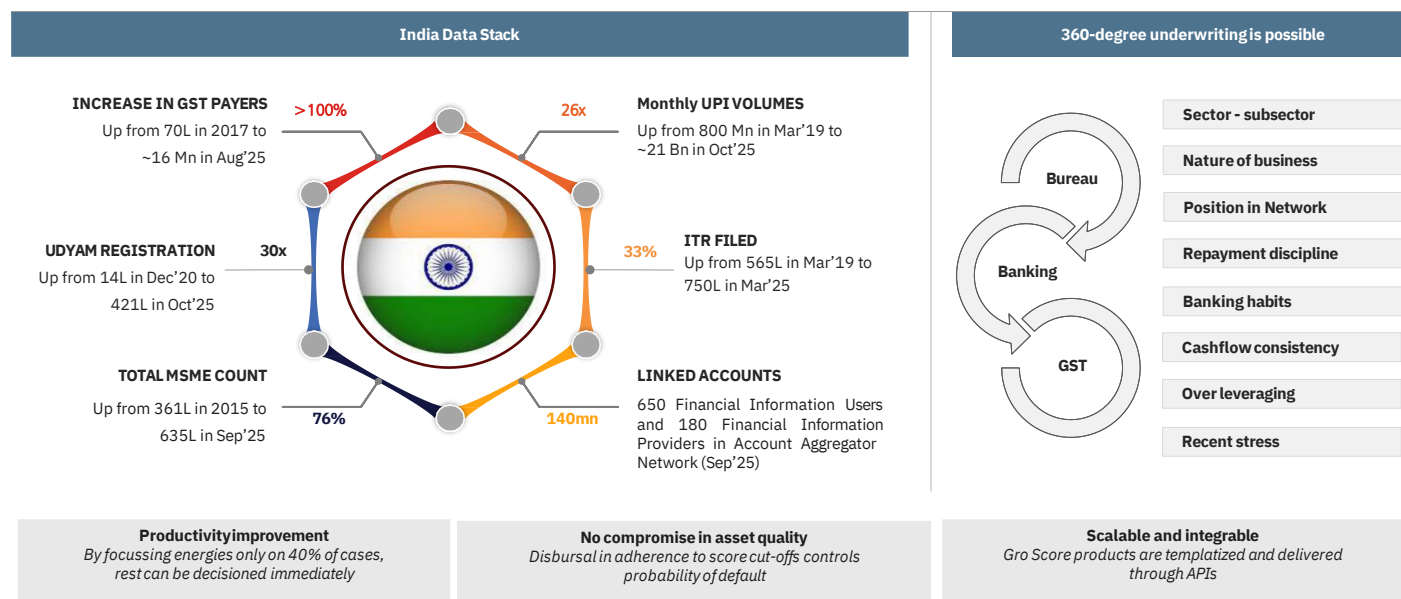 India Data Stack
INCREASE IN GST PAYERS
>100%
Up from 70L in 2017 to
~16 Mn in Aug’25
26x
Monthly UPI VOLUMES
Up from 800 Mn in Mar’19 to
~21 Bn in Oct’25
UDYAM REGISTRATION
30x
Up from 14L in Dec’20 to
421L in Oct’25
33%
ITR FILED
Up from 565L in Mar’19 to
750L in Mar’25
TOTAL MSME COUNT
Up from 361L in 2015 to
635L in Sep’25
76%
140mn
LINKED ACCOUNTS
650 Financial Information Users
and 180 Financial Information
Providers in Account Aggregator
Network (Sep’25)
360-degree underwriting is possible
Bureau
Banking
GST
Sector - subsector
Nature of business
Position in Network
Repayment discipline
Banking habits
Cashflow consistency
Over leveraging
Recent stress
Productivity improvement
By focussing energies only on 40% of cases,
rest can be decisioned immediately
No compromise in asset quality
Disbursal in adherence to score cut-offs controls
probability of default
Scalable and integrable
Gro Score products are templatized and delivered
through APIs